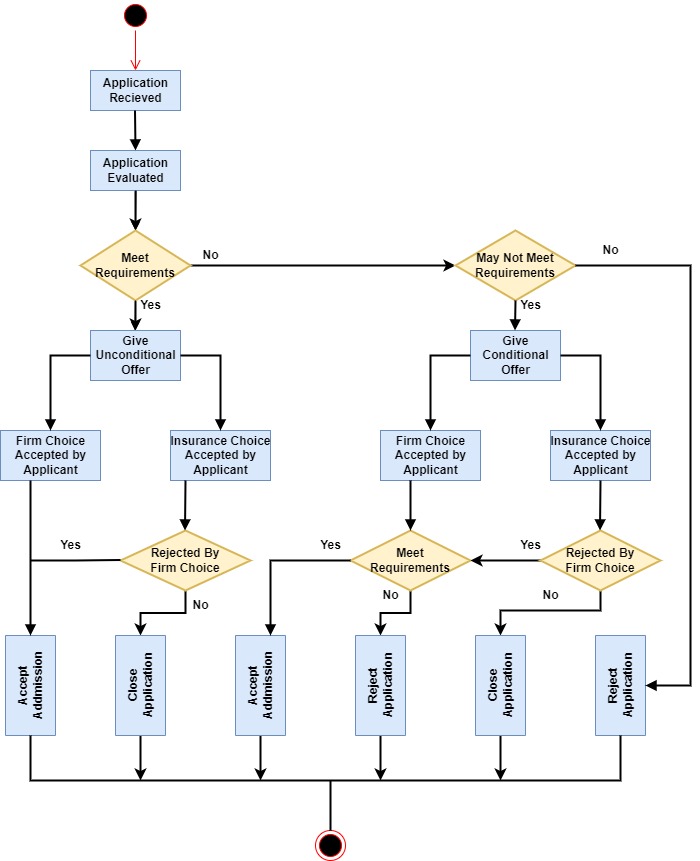 Application
Recieved
Application
Evaluated
Meet
Requirements
No
May Not Meet
Requirements
No
Yes
Yes
Give
Unconditional
Offer
Give
Conditional
Offer
Firm Choice
Accepted by
Applicant
Insurance Choice
Accepted by
Applicant
Firm Choice
Accepted by
Applicant
Insurance Choice
Accepted by
Applicant
Yes
Rejected By
Firm Choice
Yes
Meet
Requirements
Yes
Rejected By
Firm Choice
No
No
No
Accept
Addmission
Close
Application
Accept
Addmission
Reject
Application
Close
Application
Reject
Application